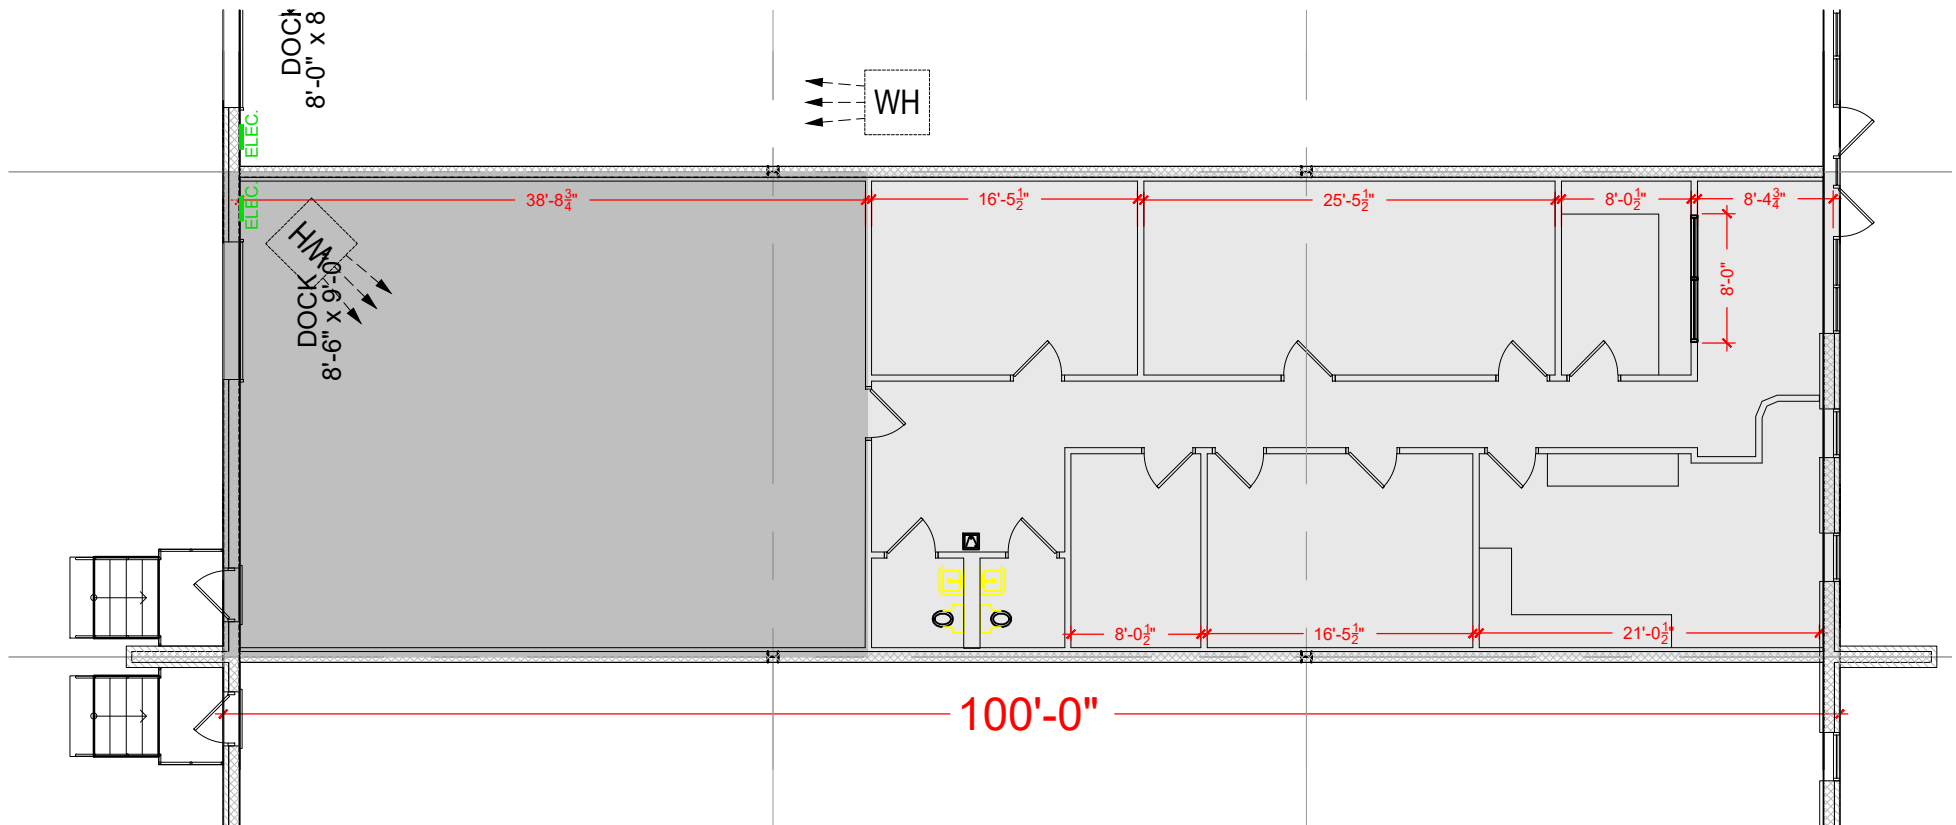 DOCK
8'-0" x 8
ELEC.
WH
ELEC.
38'-8¾"
16'-5½"
25'-5½"
8'-0½"
8'-4¾"
WH
DOCK
8'-6" x 9'-0"
8'-0"
8'-0½"
16'-5½"
21'-0½"
100'-0"